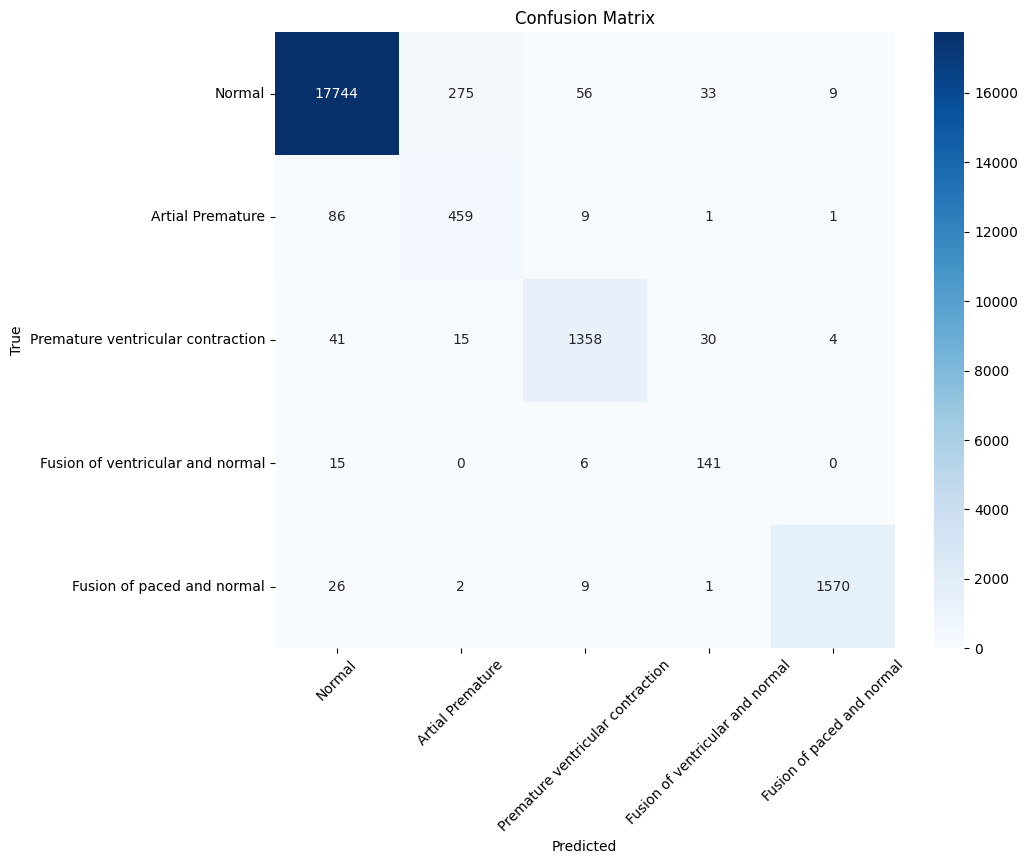 Confusion Matrix
True
Normal 17744 275 56 33 9
Artial Premature 86 459 9 1 1
Premature ventricular contraction 41 15 1358 30 4
Fusion of ventricular and normal 15 0 6 141 0
Fusion of paced and normal 26 2 9 1 1570
Normal
Artial Premature
Premature ventricular contraction
Fusion of ventricular and normal
Fusion of paced and normal
Predicted
16000
14000
12000
10000
8000
6000
4000
2000
0